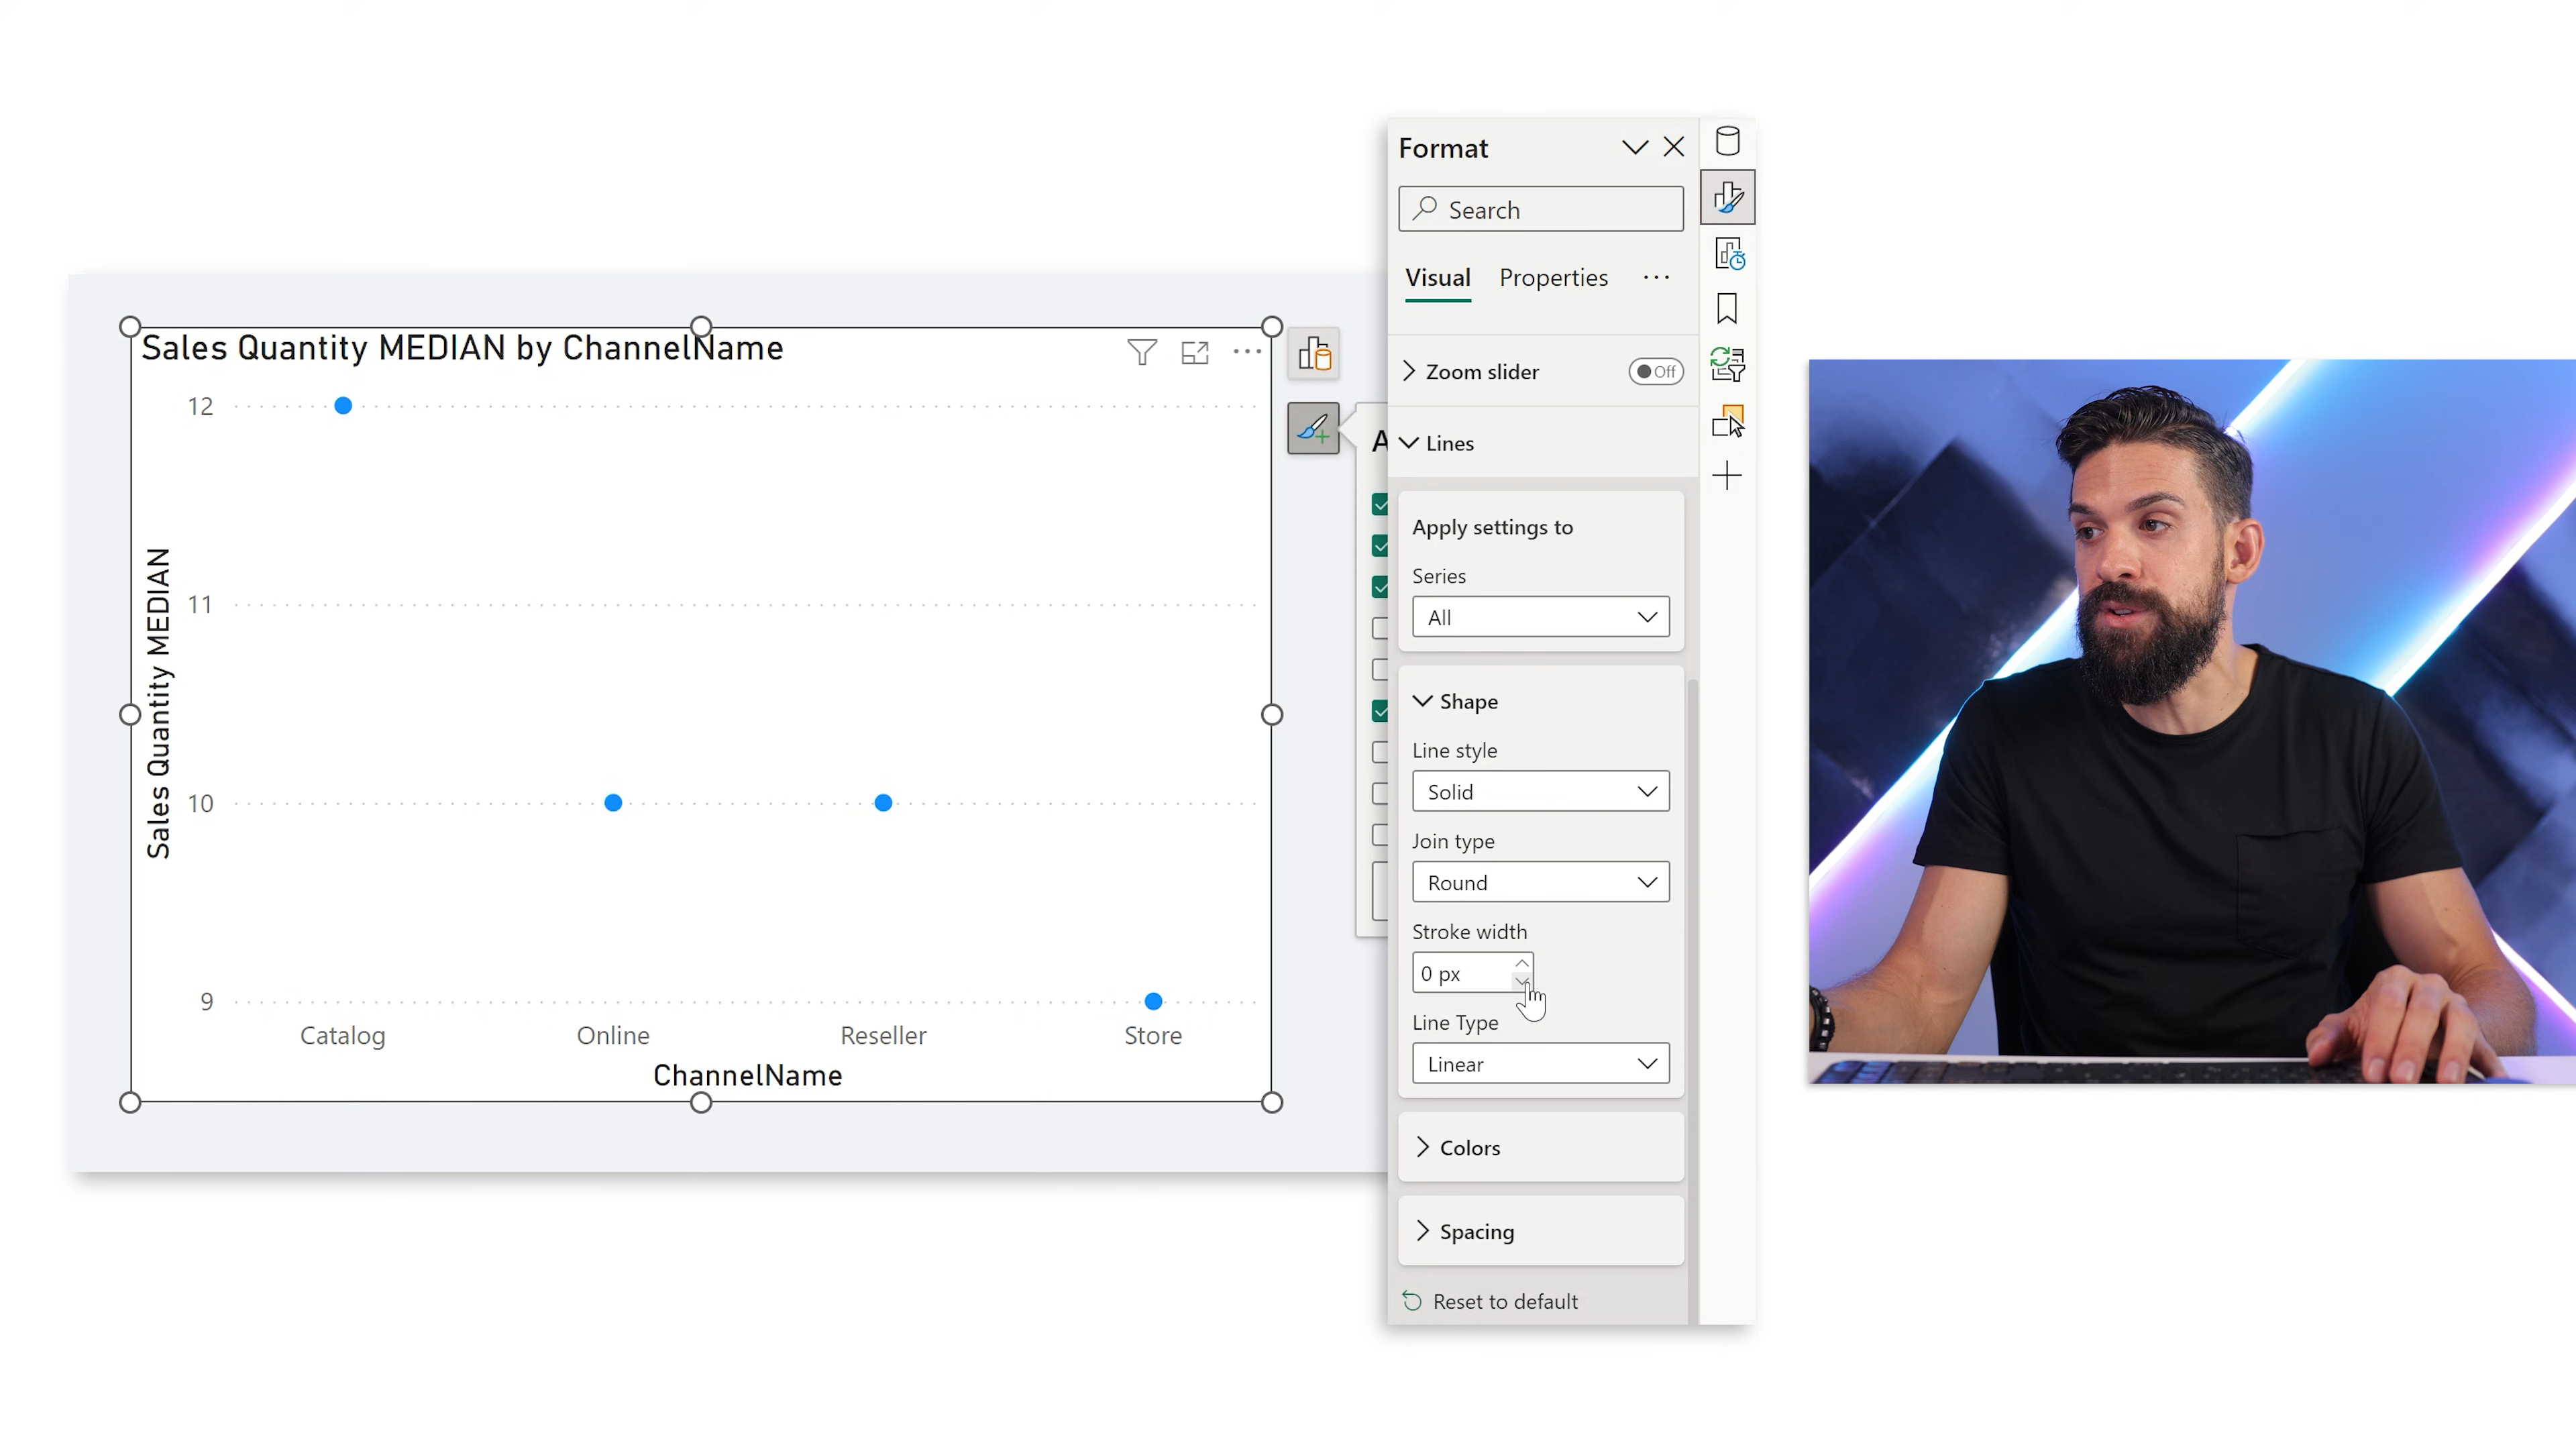 Sales Quantity MEDIAN by ChannelName
12
11
10
9
Sales Quantity MEDIAN
Catalog Online Reseller Store
ChannelName
A
Format
Search
Visual Properties
Zoom slider Off
Lines
Apply settings to
Series
All
Shape
Line style
Solid
Join type
Round
Stroke width
0 px
Line Type
Linear
Colors
Spacing
Reset to default